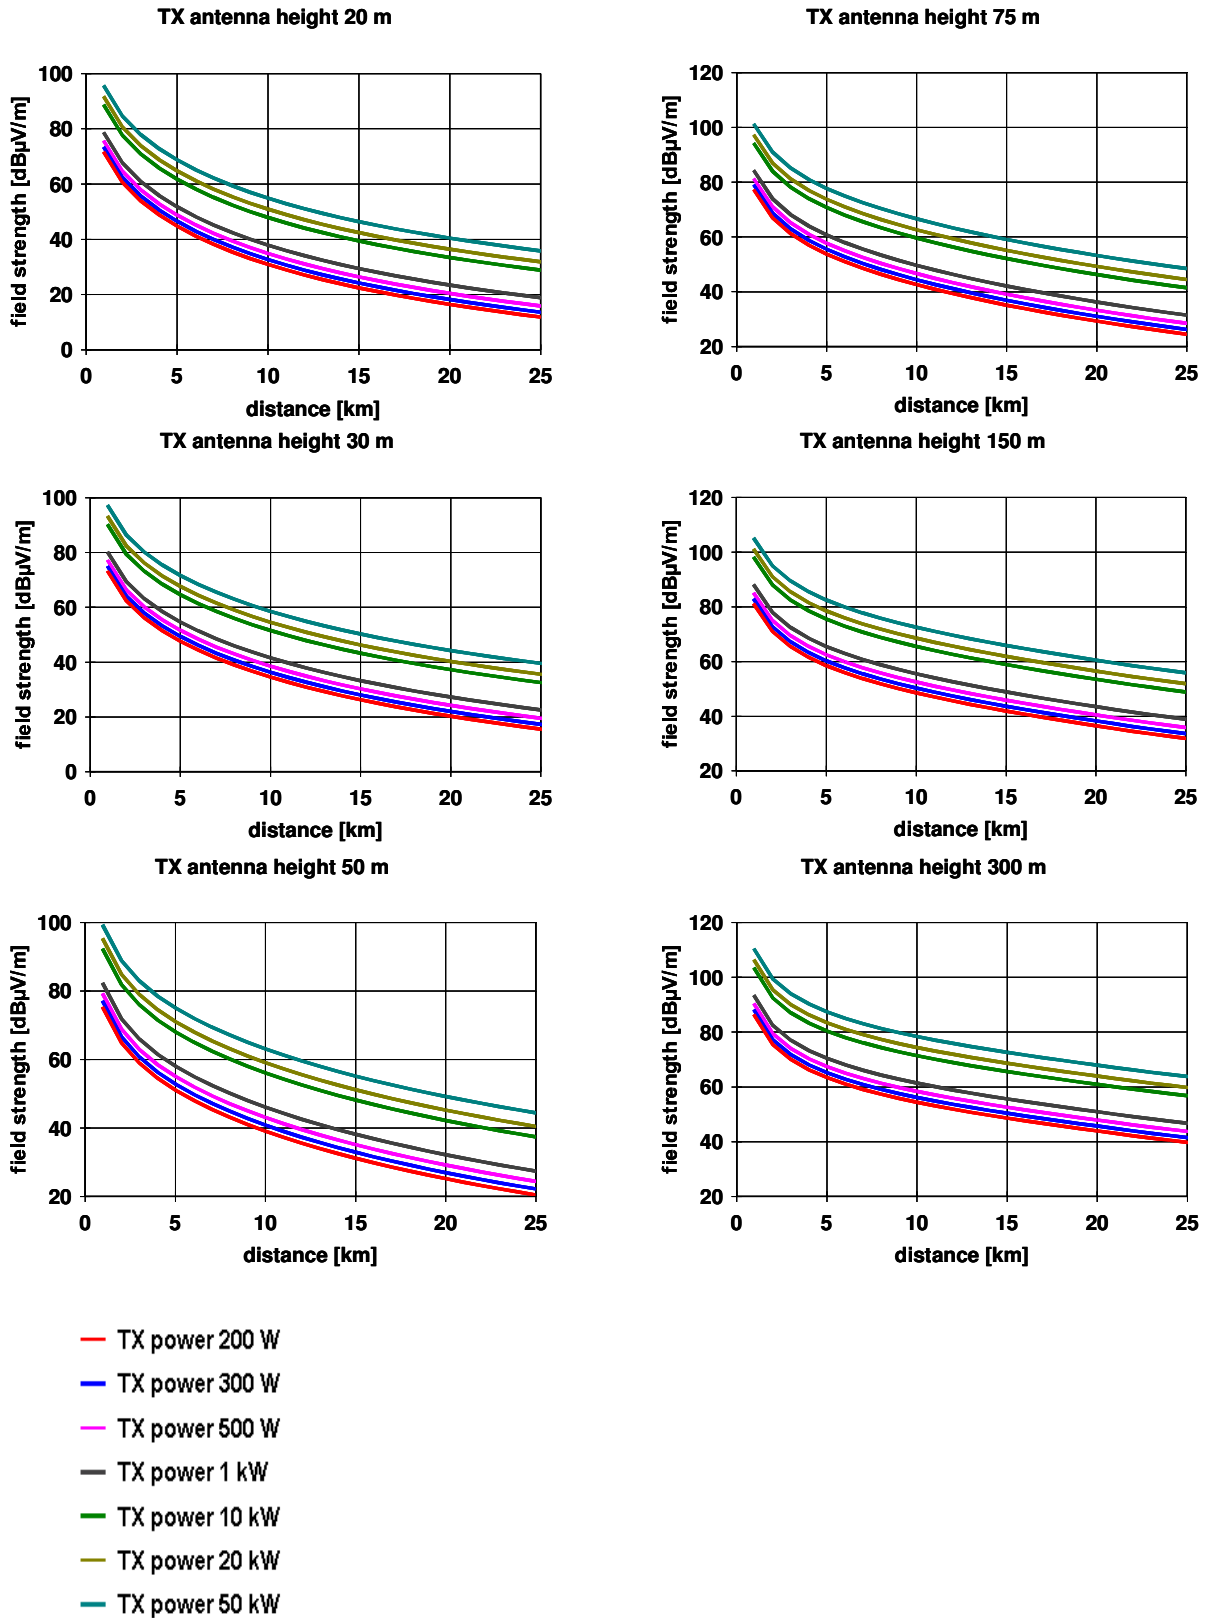 TX antenna height 20 m
100
80
60
40
20
0
field strength [dBµV/m]
0 5 10 15 20 25
distance [km]
TX antenna height 75 m
120
100
80
60
40
20
field strength [dBµV/m]
0 5 10 15 20 25
distance [km]
TX antenna height 30 m
100
80
60
40
20
0
field strength [dBµV/m]
0 5 10 15 20 25
distance [km]
TX antenna height 150 m
120
100
80
60
40
20
field strength [dBµV/m]
0 5 10 15 20 25
distance [km]
TX antenna height 50 m
100
80
60
40
20
field strength [dBµV/m]
0 5 10 15 20 25
distance [km]
TX antenna height 300 m
120
100
80
60
40
20
field strength [dBµV/m]
0 5 10 15 20 25
distance [km]
TX power 200 W
TX power 300 W
TX power 500 W
TX power 1 kW
TX power 10 kW
TX power 20 kW
TX power 50 kW